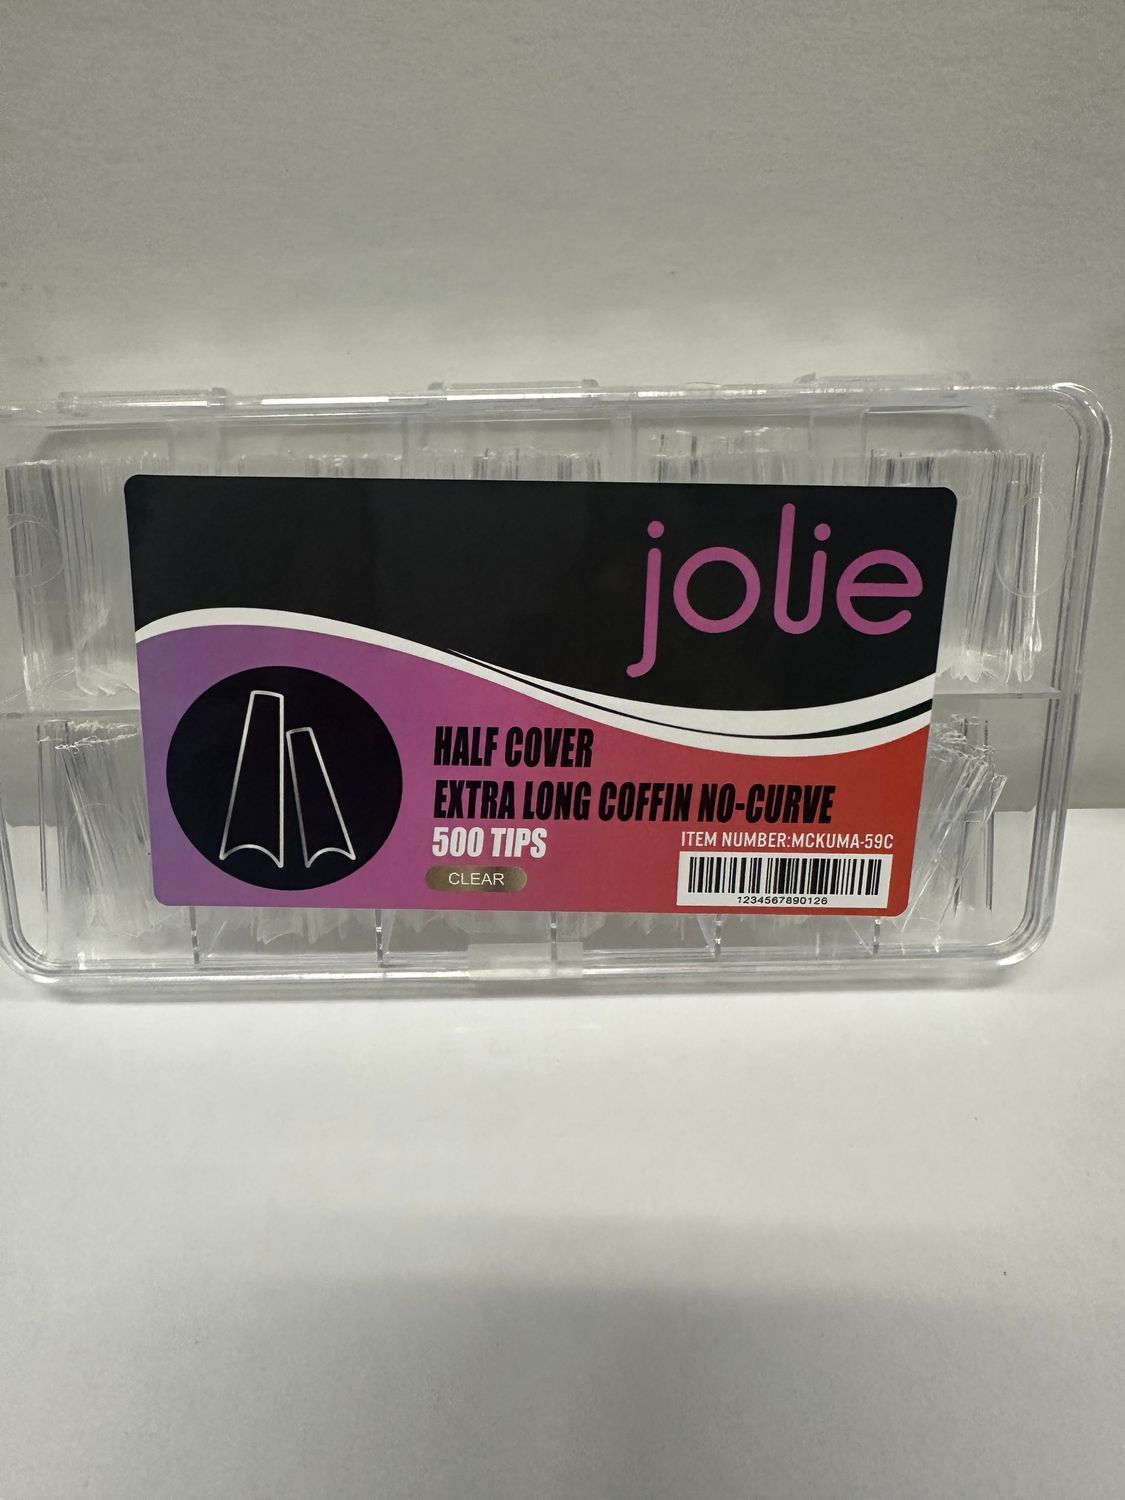 jolie
HALF COVER
EXTRA LONG COFFIN NO-CURVE
500 TIPS
CLEAR
ITEM NUMBER:MCKUMA-59C
1234567890126